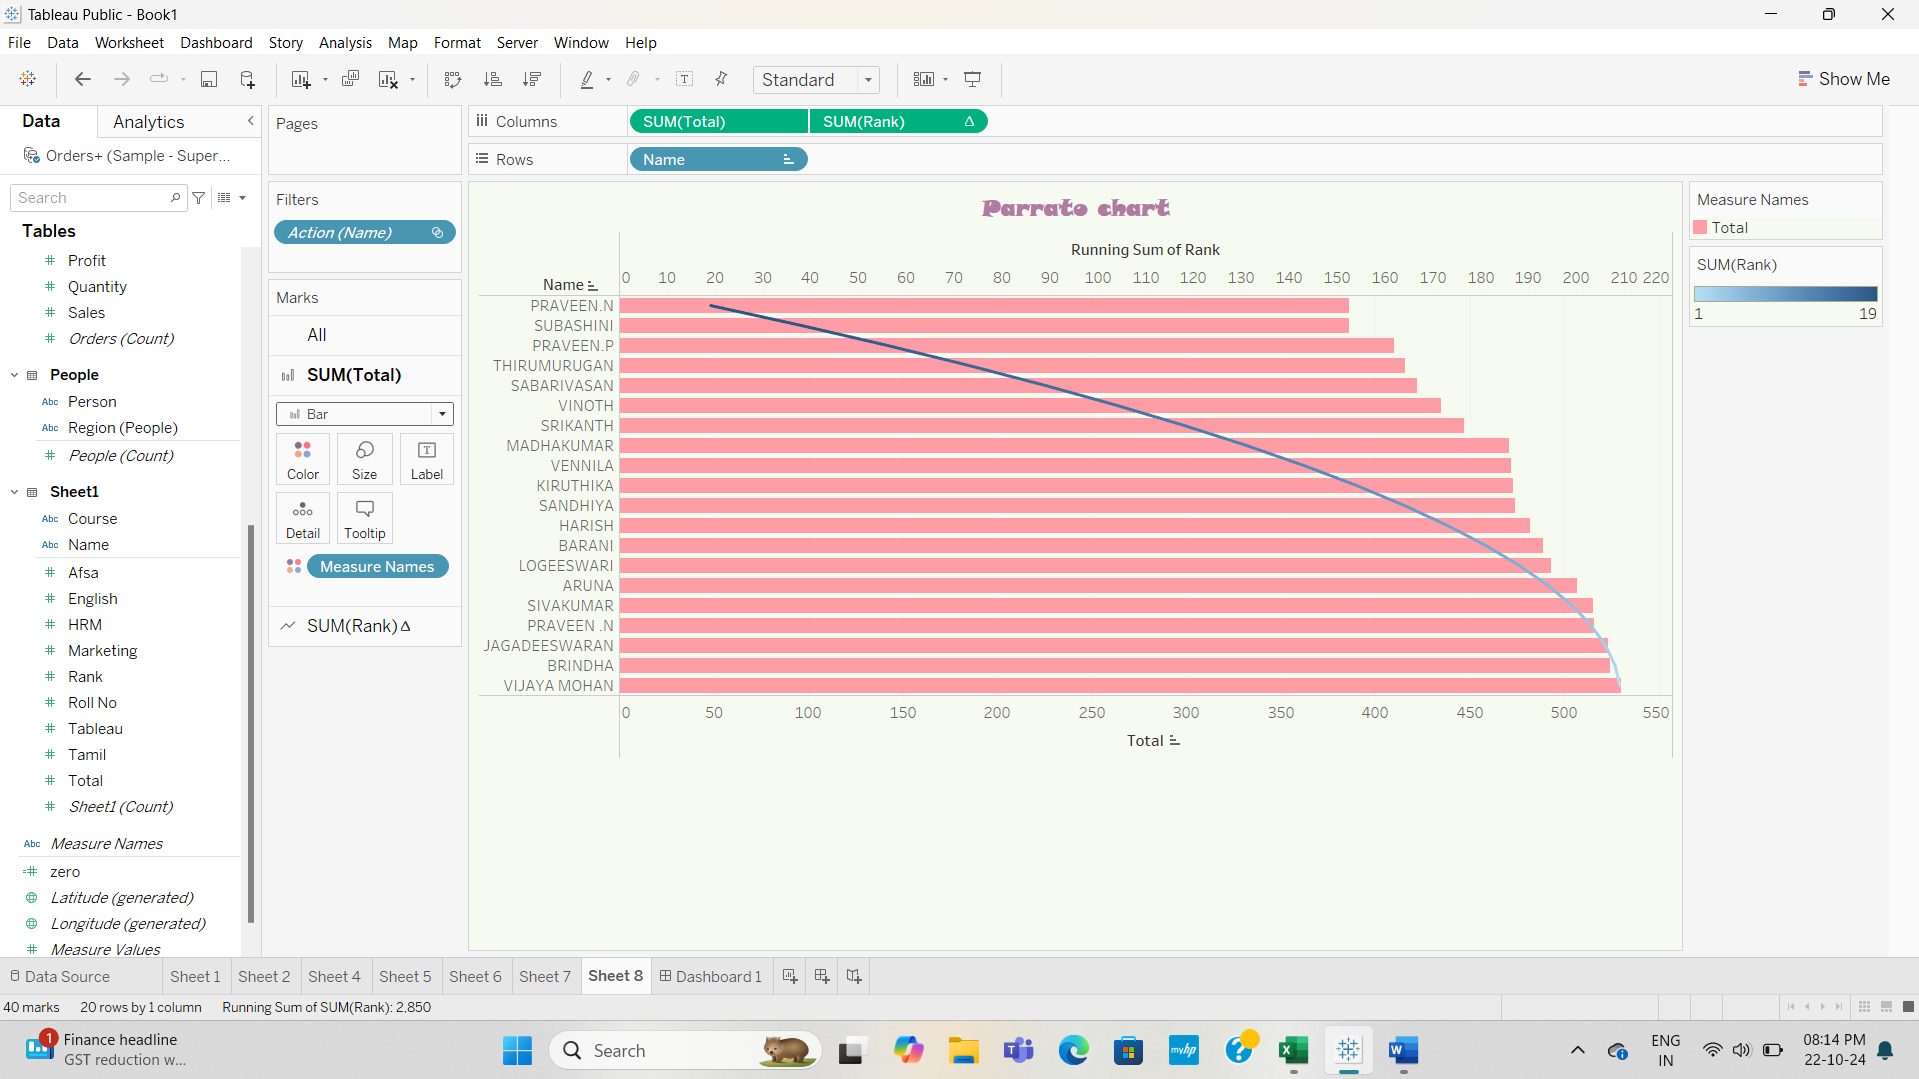 Tableau Public - Book1
File Data Worksheet Dashboard Story Analysis Map Format Server Window Help
Standard
Show Me
Data Analytics
Orders+ (Sample - Super...
Search
Tables
# Profit
# Quantity
# Sales
# Orders (Count)
People
Abc Person
Abc Region (People)
# People (Count)
Sheet1
Abc Course
Abc Name
# Afsa
# English
# HRM
# Marketing
# Rank
# Roll No
# Tableau
# Tamil
# Total
# Sheet1 (Count)
Abc Measure Names
=# zero
Latitude (generated)
Longitude (generated)
# Measure Values
Pages
Filters
Action (Name)
Marks
All
SUM(Total)
Bar
Color Size Label
Detail Tooltip
Measure Names
SUM(Rank) Δ
Columns SUM(Total) SUM(Rank) Δ
Rows Name
Parrato chart
Running Sum of Rank
Name 0 10 20 30 40 50 60 70 80 90 100 110 120 130 140 150 160 170 180 190 200 210 220
PRAVEEN.N
SUBASHINI
PRAVEEN.P
THIRUMURUGAN
SABARIVASAN
VINOTH
SRIKANTH
MADHAKUMAR
VENNILA
KIRUTHIKA
SANDHIYA
HARISH
BARANI
LOGEESWARI
ARUNA
SIVAKUMAR
PRAVEEN .N
JAGADEESWARAN
BRINDHA
VIJAYA MOHAN
0 50 100 150 200 250 300 350 400 450 500 550
Total
Measure Names
Total
SUM(Rank)
1 19
Data Source Sheet 1 Sheet 2 Sheet 4 Sheet 5 Sheet 6 Sheet 7 Sheet 8 Dashboard 1
40 marks 20 rows by 1 column Running Sum of SUM(Rank): 2,850
1 Finance headline
GST reduction w...
Search
myhp
ENG
IN
08:14 PM
22-10-24